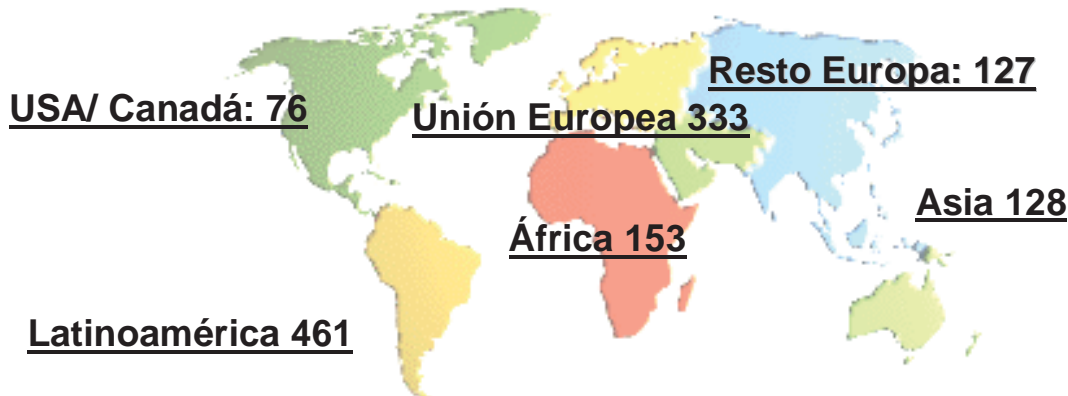 Resto Europa: 127
USA/ Canadá: 76
Unión Europea 333
Asia 128
África 153
Latinoamérica 461